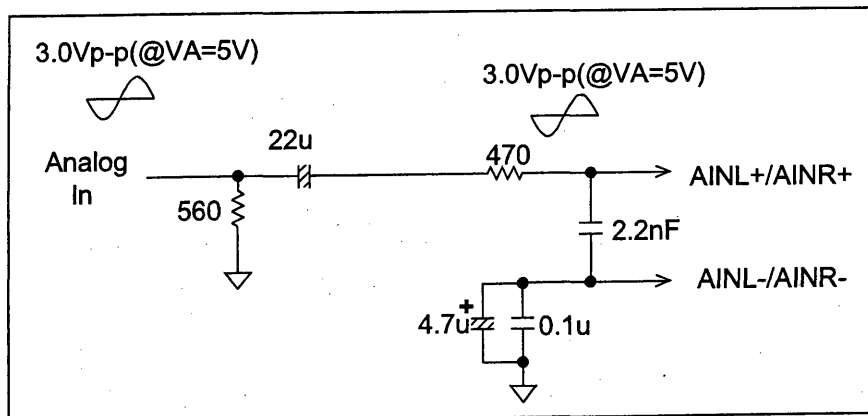 3.0Vp-p(@VA=5V)
3.0Vp-p(@VA=5V)
22u
470
Analog
In
AINL+/AINR+
560
2.2nF
AINL-/AINR-
+
4.7u
0.1u